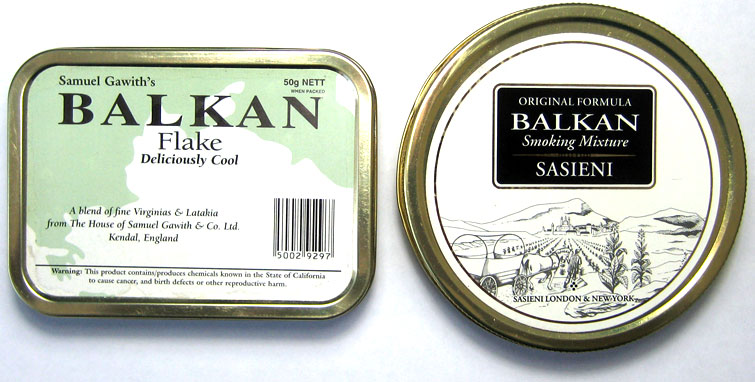 Samuel Gawith's
50g NETT
WHEN PACKED
BALKAN
Flake
Deliciously Cool
A blend of fine Virginias & Latakia
from The House of Samuel Gawith & Co. Ltd.
Kendal, England
5002 9297
Warning: This product contains/produces chemicals known in the State of California
to cause cancer, and birth defects or other reproductive harm.
ORIGINAL FORMULA
BALKAN
Smoking Mixture
SASIENI
SASIENI LONDON & NEW YORK